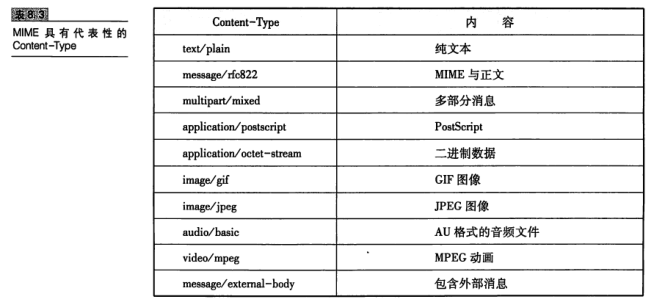 表8.3
MIME 具有代表性的
Content-Type
Content-Type 内 容
text/plain 纯文本
message/rfc822 MIME 与正文
multipart/mixed 多部分消息
application/postscript PostScript
application/octet-stream 二进制数据
image/gif GIF 图像
image/jpeg JPEG 图像
audio/basic AU 格式的音频文件
video/mpeg MPEG 动画
message/external-body 包含外部消息